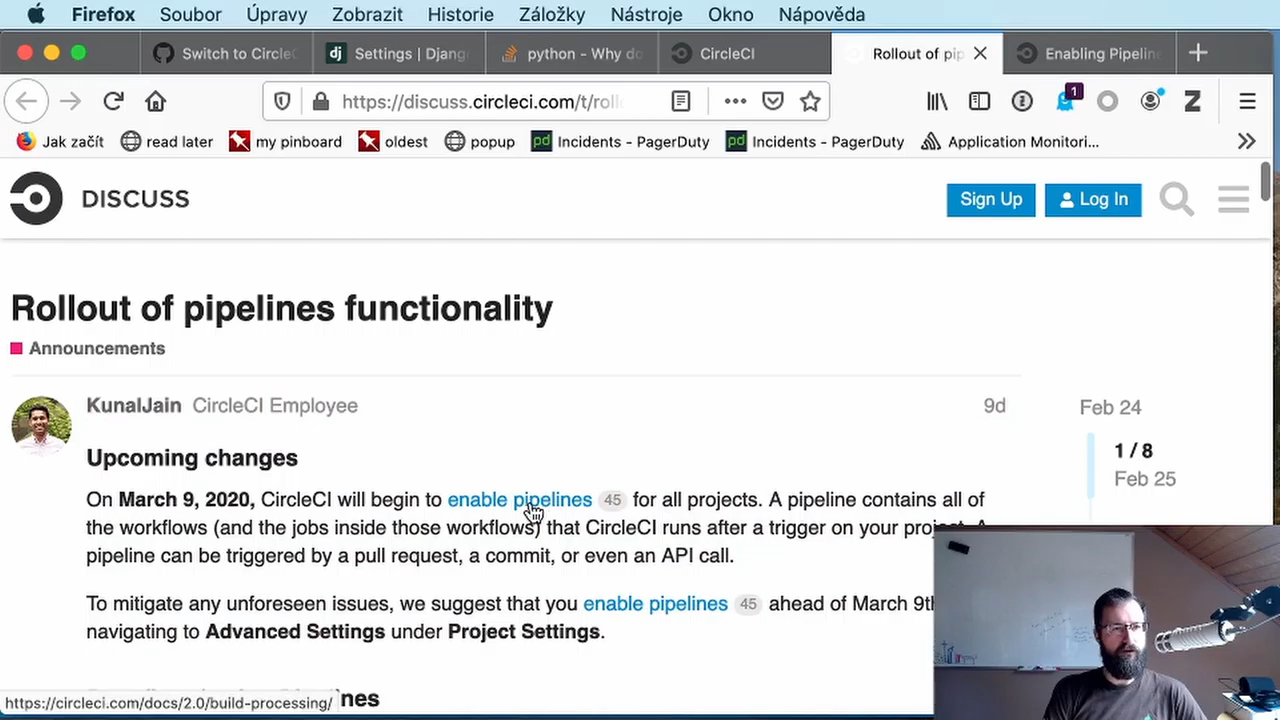 Firefox Soubor Úpravy Zobrazit Historie Záložky Nástroje Okno Nápověda
Switch to Circle
dj Settings | Djang
python - Why do
CircleCI
Rollout of pip
Enabling Pipelin
https://discuss.circleci.com/t/roll
1
Z
Jak začít
read later
my pinboard
oldest
popup
pd Incidents - PagerDuty
pd Incidents - PagerDuty
Application Monitori...
DISCUSS
Sign Up
Log In
Rollout of pipelines functionality
Announcements
KunalJain CircleCI Employee 9d
Feb 24
1 / 8
Feb 25
Upcoming changes
On March 9, 2020, CircleCI will begin to enable pipelines 45 for all projects. A pipeline contains all of
the workflows (and the jobs inside those workflows) that CircleCI runs after a trigger on your
pipeline can be triggered by a pull request, a commit, or even an API call.
To mitigate any unforeseen issues, we suggest that you enable pipelines 45 ahead of March 9th
navigating to Advanced Settings under Project Settings.
https://circleci.com/docs/2.0/build-processing/